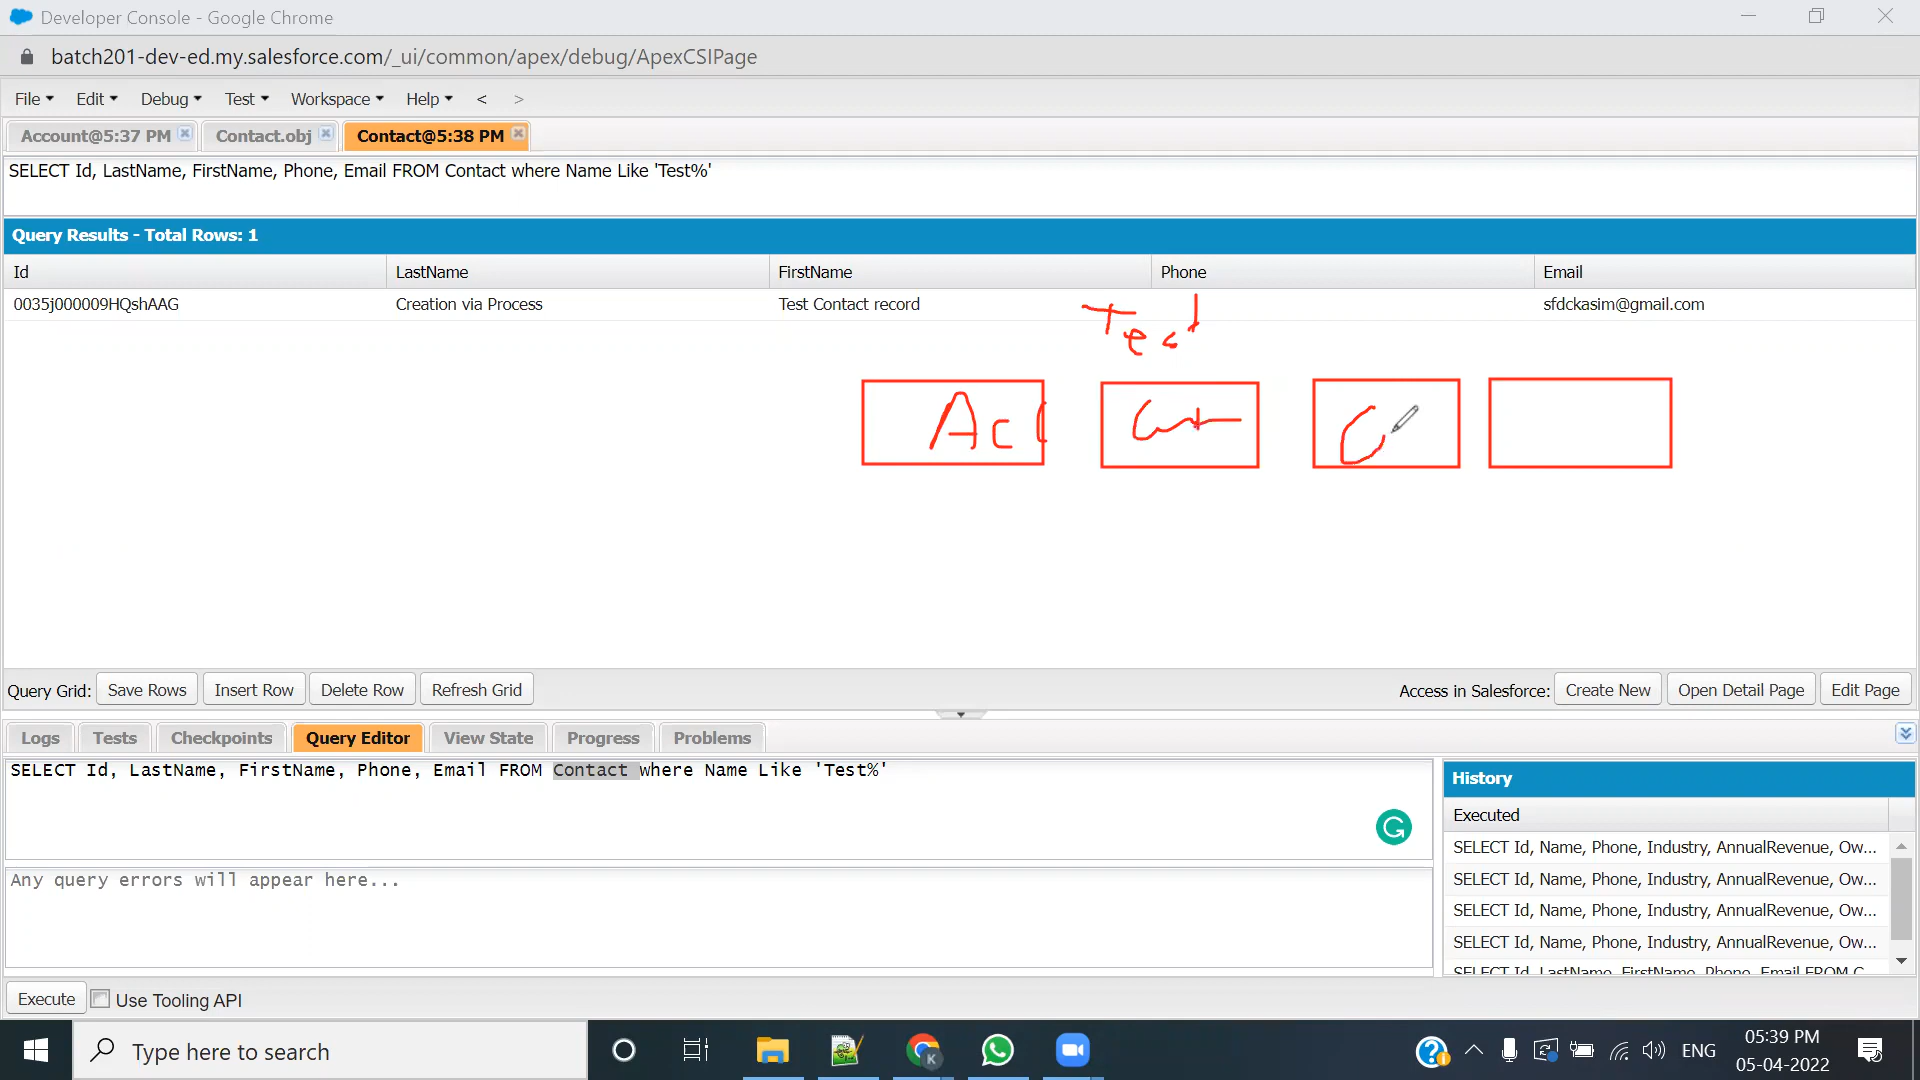 Developer Console - Google Chrome
batch201-dev-ed.my.salesforce.com/_ui/common/apex/debug/ApexCSIPage
File Edit Debug Test Workspace Help < >
Account@5:37 PM Contact.obj Contact@5:38 PM
SELECT Id, LastName, FirstName, Phone, Email FROM Contact where Name Like 'Test%'
Query Results - Total Rows: 1
Id LastName FirstName Phone Email
0035j000009HQshAAG Creation via Process Test Contact record sfdckasim@gmail.com
Test
Query Grid: Save Rows Insert Row Delete Row Refresh Grid Access in Salesforce: Create New Open Detail Page Edit Page
Logs Tests Checkpoints Query Editor View State Progress Problems
SELECT Id, LastName, FirstName, Phone, Email FROM Contact where Name Like 'Test%'
Any query errors will appear here...
History
Executed
SELECT Id, Name, Phone, Industry, AnnualRevenue, Ow...
SELECT Id, Name, Phone, Industry, AnnualRevenue, Ow...
SELECT Id, Name, Phone, Industry, AnnualRevenue, Ow...
SELECT Id, Name, Phone, Industry, AnnualRevenue, Ow...
SELECT Id, LastName, FirstName, Phone, Email FROM C...
Execute Use Tooling API
Type here to search
K
ENG
05:39 PM
05-04-2022